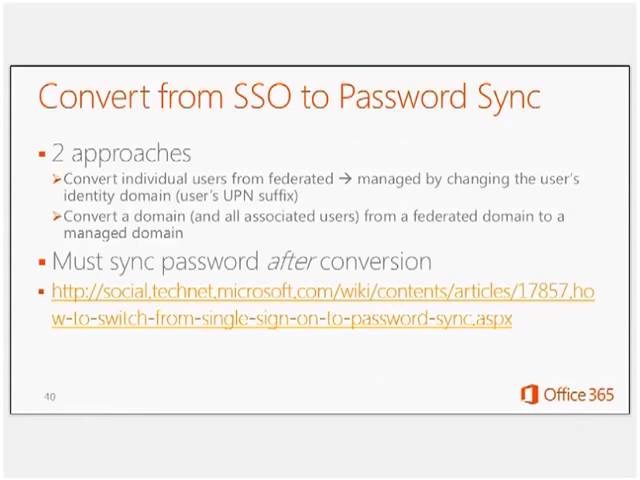 Convert from SSO to Password Sync
▪ 2 approaches
➢Convert individual users from federated → managed by changing the user's
identity domain (user's UPN suffix)
➢Convert a domain (and all associated users) from a federated domain to a
managed domain
▪ Must sync password after conversion
▪ http://social.technet.microsoft.com/wiki/contents/articles/17857.ho
w-to-switch-from-single-sign-on-to-password-sync.aspx
40
Office 365